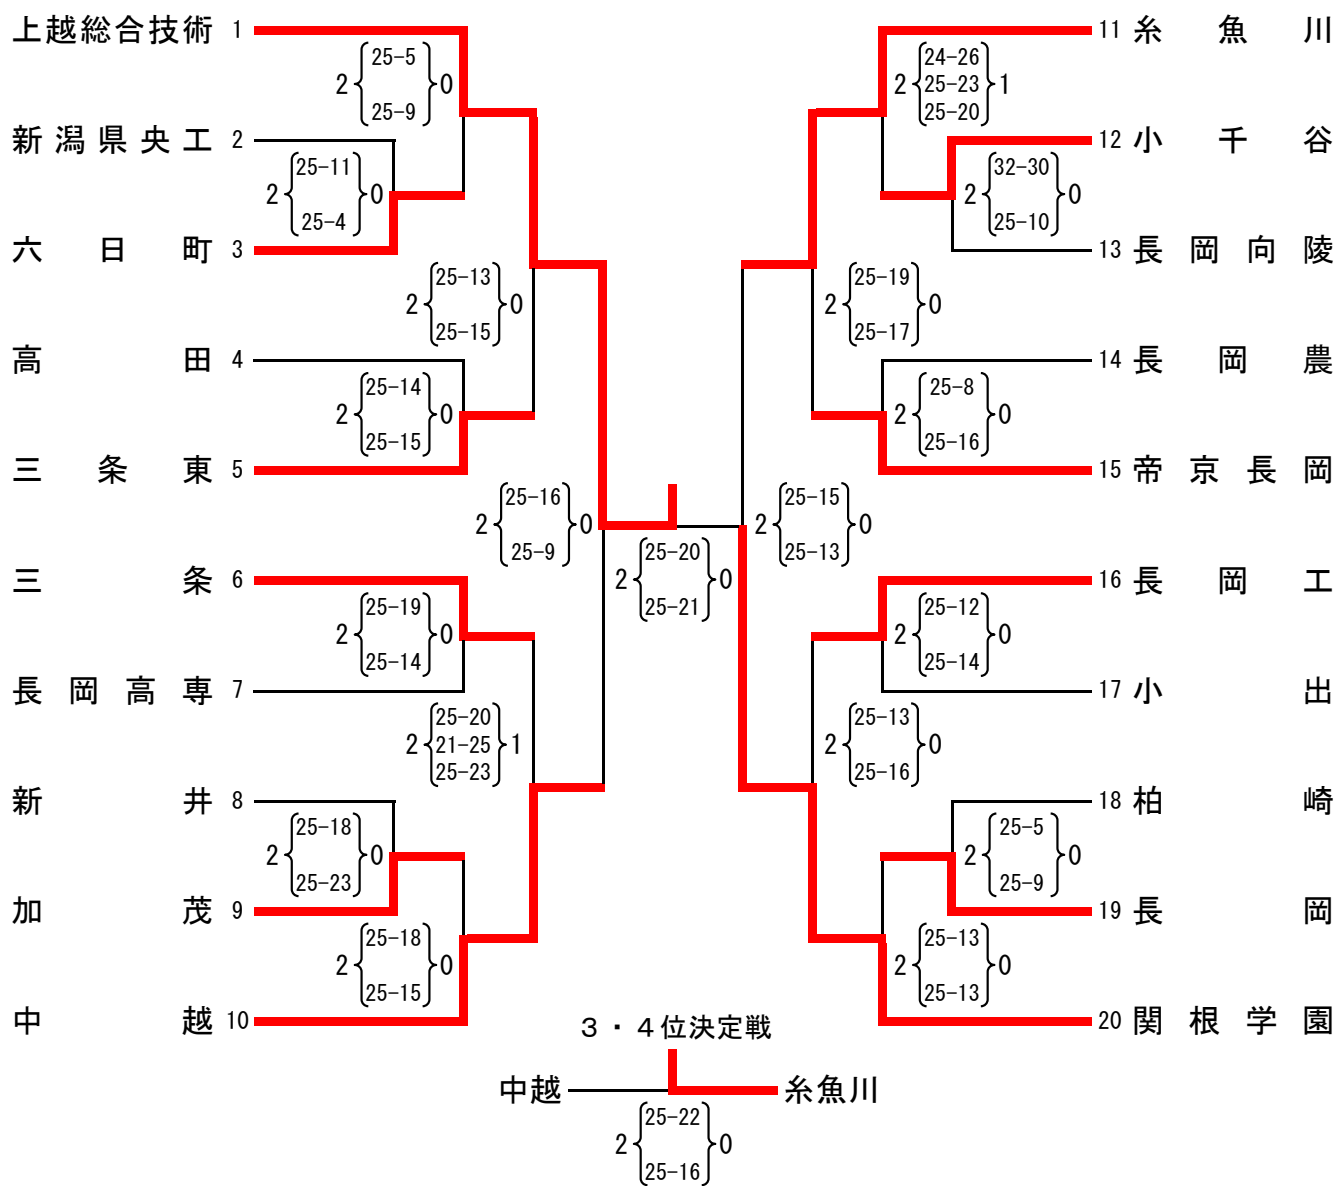 上越総合技術 1
2 25-5 0
25-9
新潟県央工 2
2 25-11 0
25-4
六日町 3
2 25-13 0
25-15
高田 4
2 25-14 0
25-15
三条東 5
2 25-16 0
25-9
三条 6
2 25-19 0
25-14
長岡高専 7
2 25-20 1
21-25
25-23
新井 8
2 25-18 0
25-23
加茂 9
2 25-18 0
25-15
中越 10
2 25-20 0
25-21
11 糸魚川
2 24-26 1
25-23
25-20
12 小千谷
2 32-30 0
25-10
13 長岡向陵
2 25-19 0
25-17
14 長岡農
2 25-8 0
25-16
15 帝京長岡
2 25-15 0
25-13
16 長岡工
2 25-12 0
25-14
17 小出
2 25-13 0
25-16
18 柏崎
2 25-5 0
25-9
19 長岡
2 25-13 0
25-13
20 関根学園
3・4位決定戦
中越 糸魚川
2 25-22 0
25-16